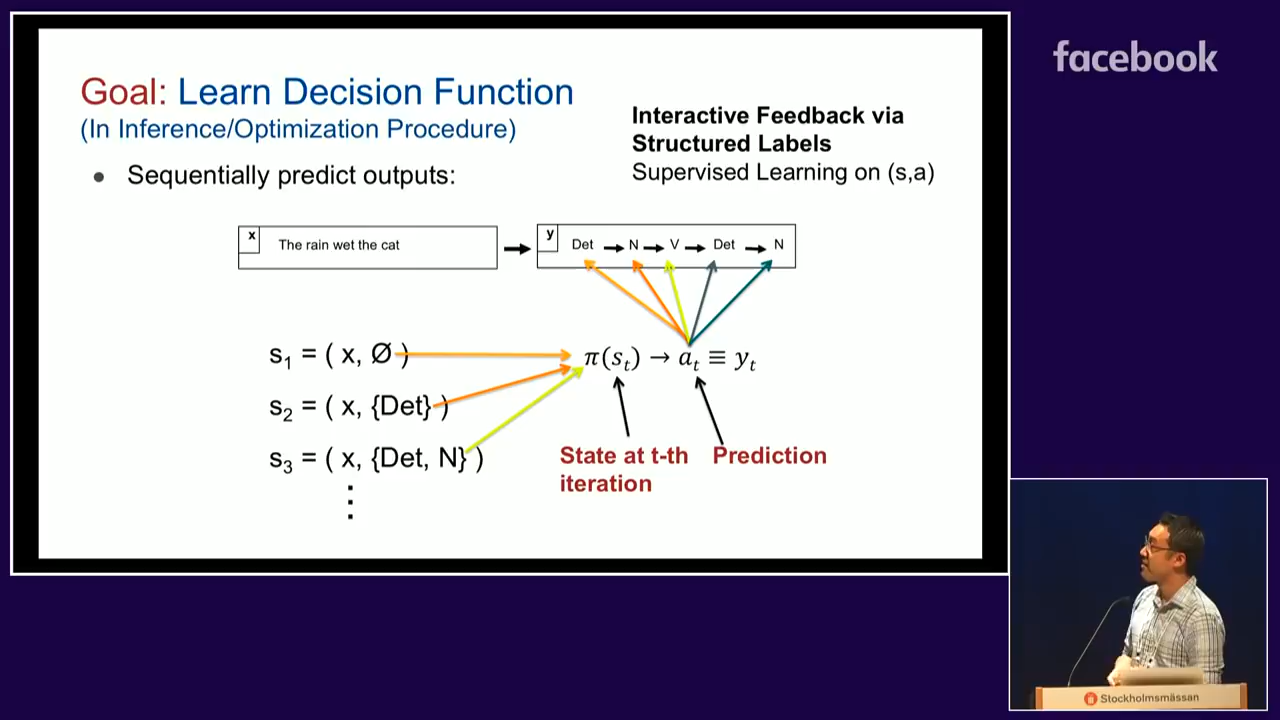 Goal: Learn Decision Function
(In Inference/Optimization Procedure)
Interactive Feedback via
Structured Labels
Supervised Learning on (s,a)
● Sequentially predict outputs:
x The rain wet the cat
y Det N V Det N
s₁ = ( x, Ø )
π(sₜ) → aₜ ≡ yₜ
s₂ = ( x, {Det} )
s₃ = ( x, {Det, N} )
⋮
State at t-th
iteration
Prediction
facebook
Stockholmsmässan